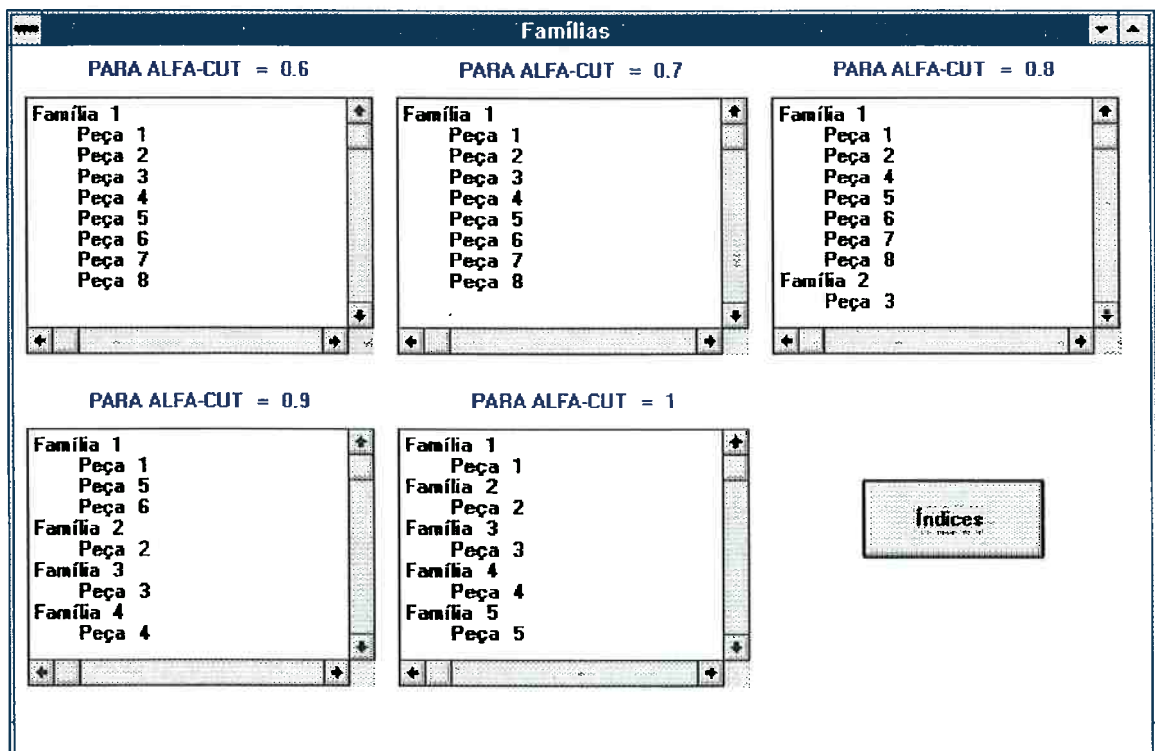 Famílias
PARA ALFA-CUT = 0.6
Família 1
Peça 1
Peça 2
Peça 3
Peça 4
Peça 5
Peça 6
Peça 7
Peça 8
PARA ALFA-CUT = 0.7
Família 1
Peça 1
Peça 2
Peça 3
Peça 4
Peça 5
Peça 6
Peça 7
Peça 8
PARA ALFA-CUT = 0.8
Família 1
Peça 1
Peça 2
Peça 4
Peça 5
Peça 6
Peça 7
Peça 8
Família 2
Peça 3
PARA ALFA-CUT = 0.9
Família 1
Peça 1
Peça 5
Peça 6
Família 2
Peça 2
Família 3
Peça 3
Família 4
Peça 4
PARA ALFA-CUT = 1
Família 1
Peça 1
Família 2
Peça 2
Família 3
Peça 3
Família 4
Peça 4
Família 5
Peça 5
Índices